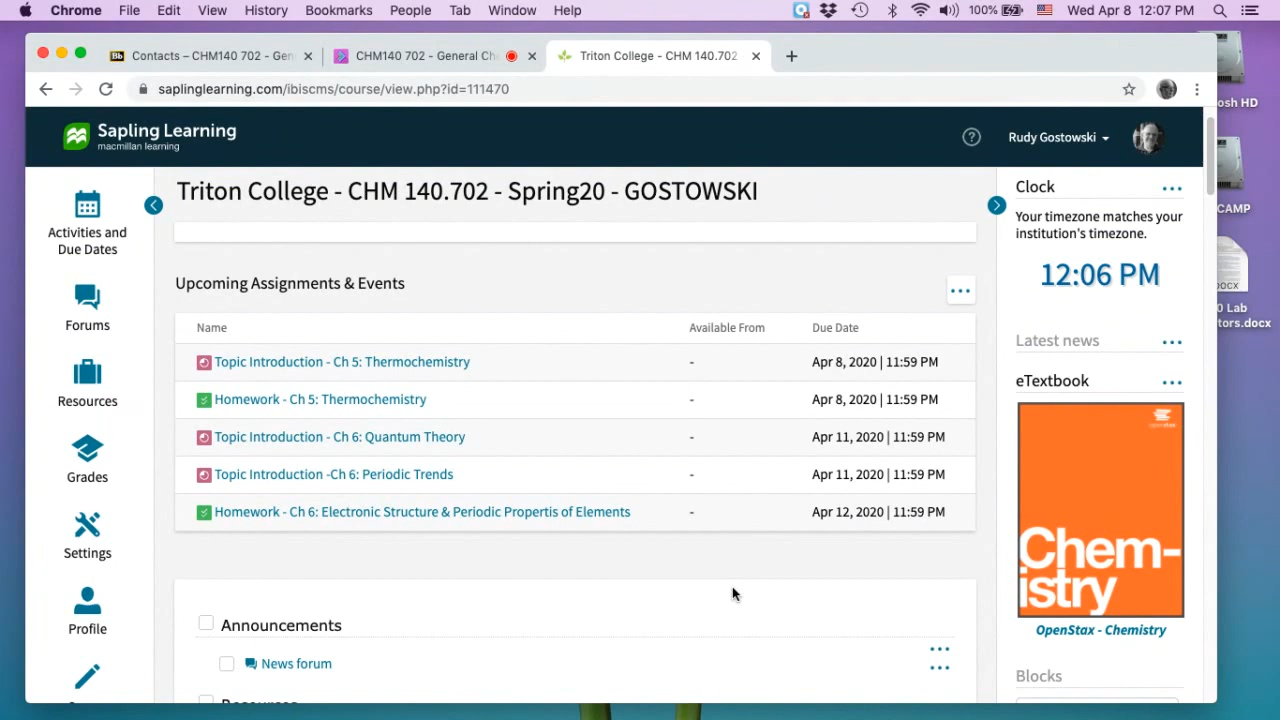 Chrome File Edit View History Bookmarks People Tab Window Help 100% Wed Apr 8 12:07 PM
Contacts – CHM140 702 - Gen
CHM140 702 - General Ch
Triton College - CHM 140.702
saplinglearning.com/ibiscms/course/view.php?id=111470
Sapling Learning
macmillan learning
Rudy Gostowski
Activities and
Due Dates
Forums
Resources
Grades
Settings
Profile
Triton College - CHM 140.702 - Spring20 - GOSTOWSKI
Upcoming Assignments & Events
Name Available From Due Date
Topic Introduction - Ch 5: Thermochemistry - Apr 8, 2020 | 11:59 PM
Homework - Ch 5: Thermochemistry - Apr 8, 2020 | 11:59 PM
Topic Introduction - Ch 6: Quantum Theory - Apr 11, 2020 | 11:59 PM
Topic Introduction -Ch 6: Periodic Trends - Apr 11, 2020 | 11:59 PM
Homework - Ch 6: Electronic Structure & Periodic Propertis of Elements - Apr 12, 2020 | 11:59 PM
Announcements
News forum
Clock
Your timezone matches your
institution's timezone.
12:06 PM
Latest news
eTextbook
openstax
Chem-
istry
OpenStax - Chemistry
Blocks
osh HD
CAMP
OCX
0 Lab
tors.docx